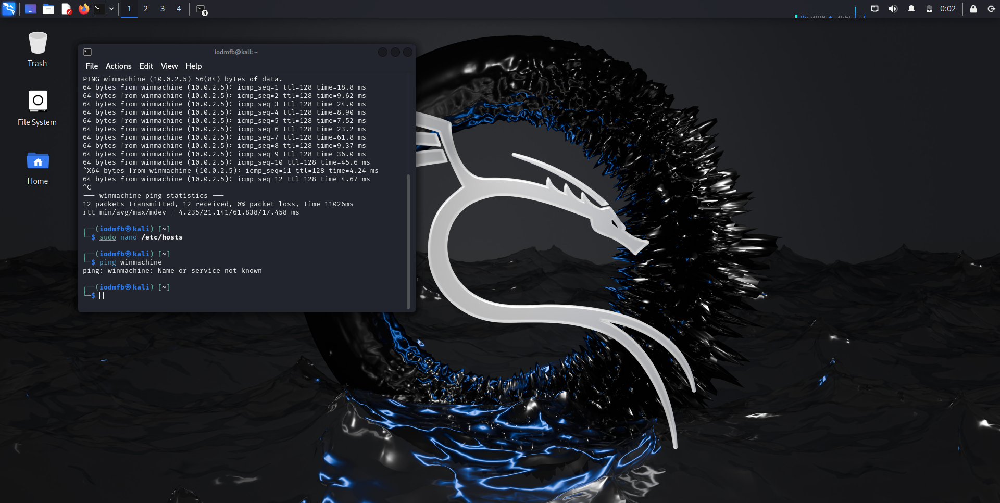 1 2 3 4 3 0:02
Trash
File System
Home
iodmfb@kali: ~
File Actions Edit View Help
PING winmachine (10.0.2.5) 56(84) bytes of data.
64 bytes from winmachine (10.0.2.5): icmp_seq=1 ttl=128 time=18.8 ms
64 bytes from winmachine (10.0.2.5): icmp_seq=2 ttl=128 time=9.62 ms
64 bytes from winmachine (10.0.2.5): icmp_seq=3 ttl=128 time=24.0 ms
64 bytes from winmachine (10.0.2.5): icmp_seq=4 ttl=128 time=8.90 ms
64 bytes from winmachine (10.0.2.5): icmp_seq=5 ttl=128 time=7.52 ms
64 bytes from winmachine (10.0.2.5): icmp_seq=6 ttl=128 time=23.2 ms
64 bytes from winmachine (10.0.2.5): icmp_seq=7 ttl=128 time=61.8 ms
64 bytes from winmachine (10.0.2.5): icmp_seq=8 ttl=128 time=9.37 ms
64 bytes from winmachine (10.0.2.5): icmp_seq=9 ttl=128 time=36.0 ms
64 bytes from winmachine (10.0.2.5): icmp_seq=10 ttl=128 time=45.6 ms
^X64 bytes from winmachine (10.0.2.5): icmp_seq=11 ttl=128 time=4.24 ms
64 bytes from winmachine (10.0.2.5): icmp_seq=12 ttl=128 time=4.67 ms
^C
--- winmachine ping statistics ---
12 packets transmitted, 12 received, 0% packet loss, time 11026ms
rtt min/avg/max/mdev = 4.235/21.141/61.838/17.458 ms
┌──(iodmfb㉿kali)-[~]
└─$ sudo nano /etc/hosts
┌──(iodmfb㉿kali)-[~]
└─$ ping winmachine
ping: winmachine: Name or service not known
┌──(iodmfb㉿kali)-[~]
└─$